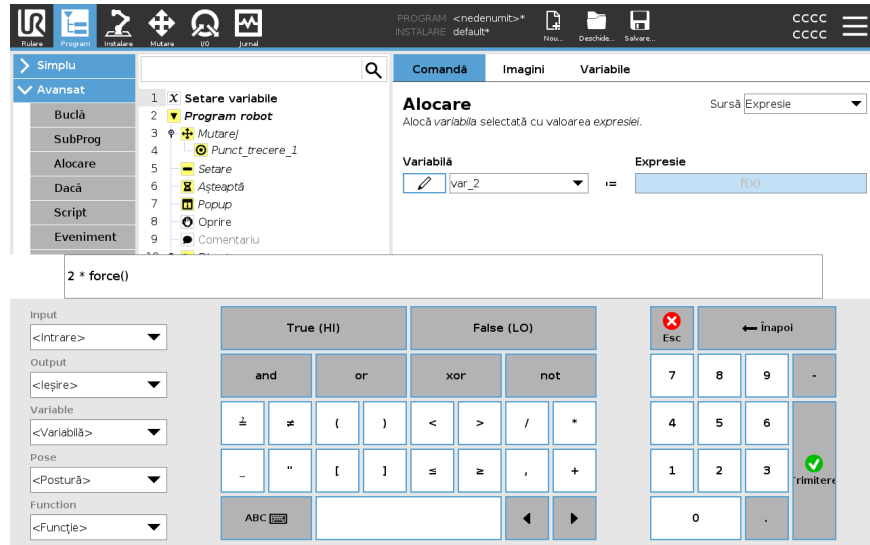 PROGRAM <nedenumit>*
INSTALARE default*
CCCC
CCCC
Rulare
Program
Instalare
Mutare
I/O
Jurnal
Nou...
Deschide...
Salvare...
Simplu
Avansat
Buclă
SubProg
Alocare
Dacă
Script
Eveniment
1 X Setare variabile
2 Program robot
3 MutareJ
4 Punct_trecere_1
5 Setare
6 Așteaptă
7 Popup
8 Oprire
9 Comentariu
Comandă
Imagini
Variabile
Alocare
Sursă Expresie
Alocă variabila selectată cu valoarea expresiei.
Variabilă
Expresie
var_2
:=
f(x)
2 * force()
Input
<Intrare>
Output
<Ieșire>
Variable
<Variabilă>
Pose
<Postură>
Function
<Funcție>
True (HI)
False (LO)
and
or
xor
not
≟ ≠ ( ) < > / *
_ " [ ] ≤ ≥ , +
ABC
Esc
Înapoi
7 8 9 -
4 5 6
1 2 3
Trimitere
0 .